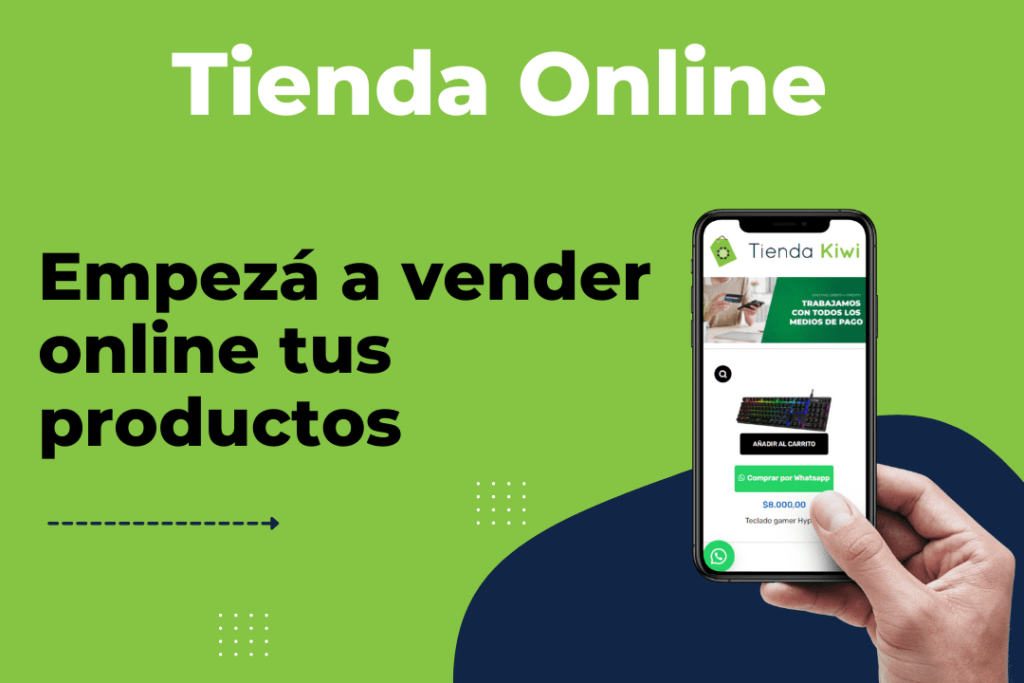 Tienda Online
Empezá a vender
online tus
productos
Tienda Kiwi
TRABAJAMOS
CON TODOS LOS
MEDIOS DE PAGO
AÑADIR AL CARRITO
Comprar por Whatsapp
$8.000,00
Teclado gamer Hyp